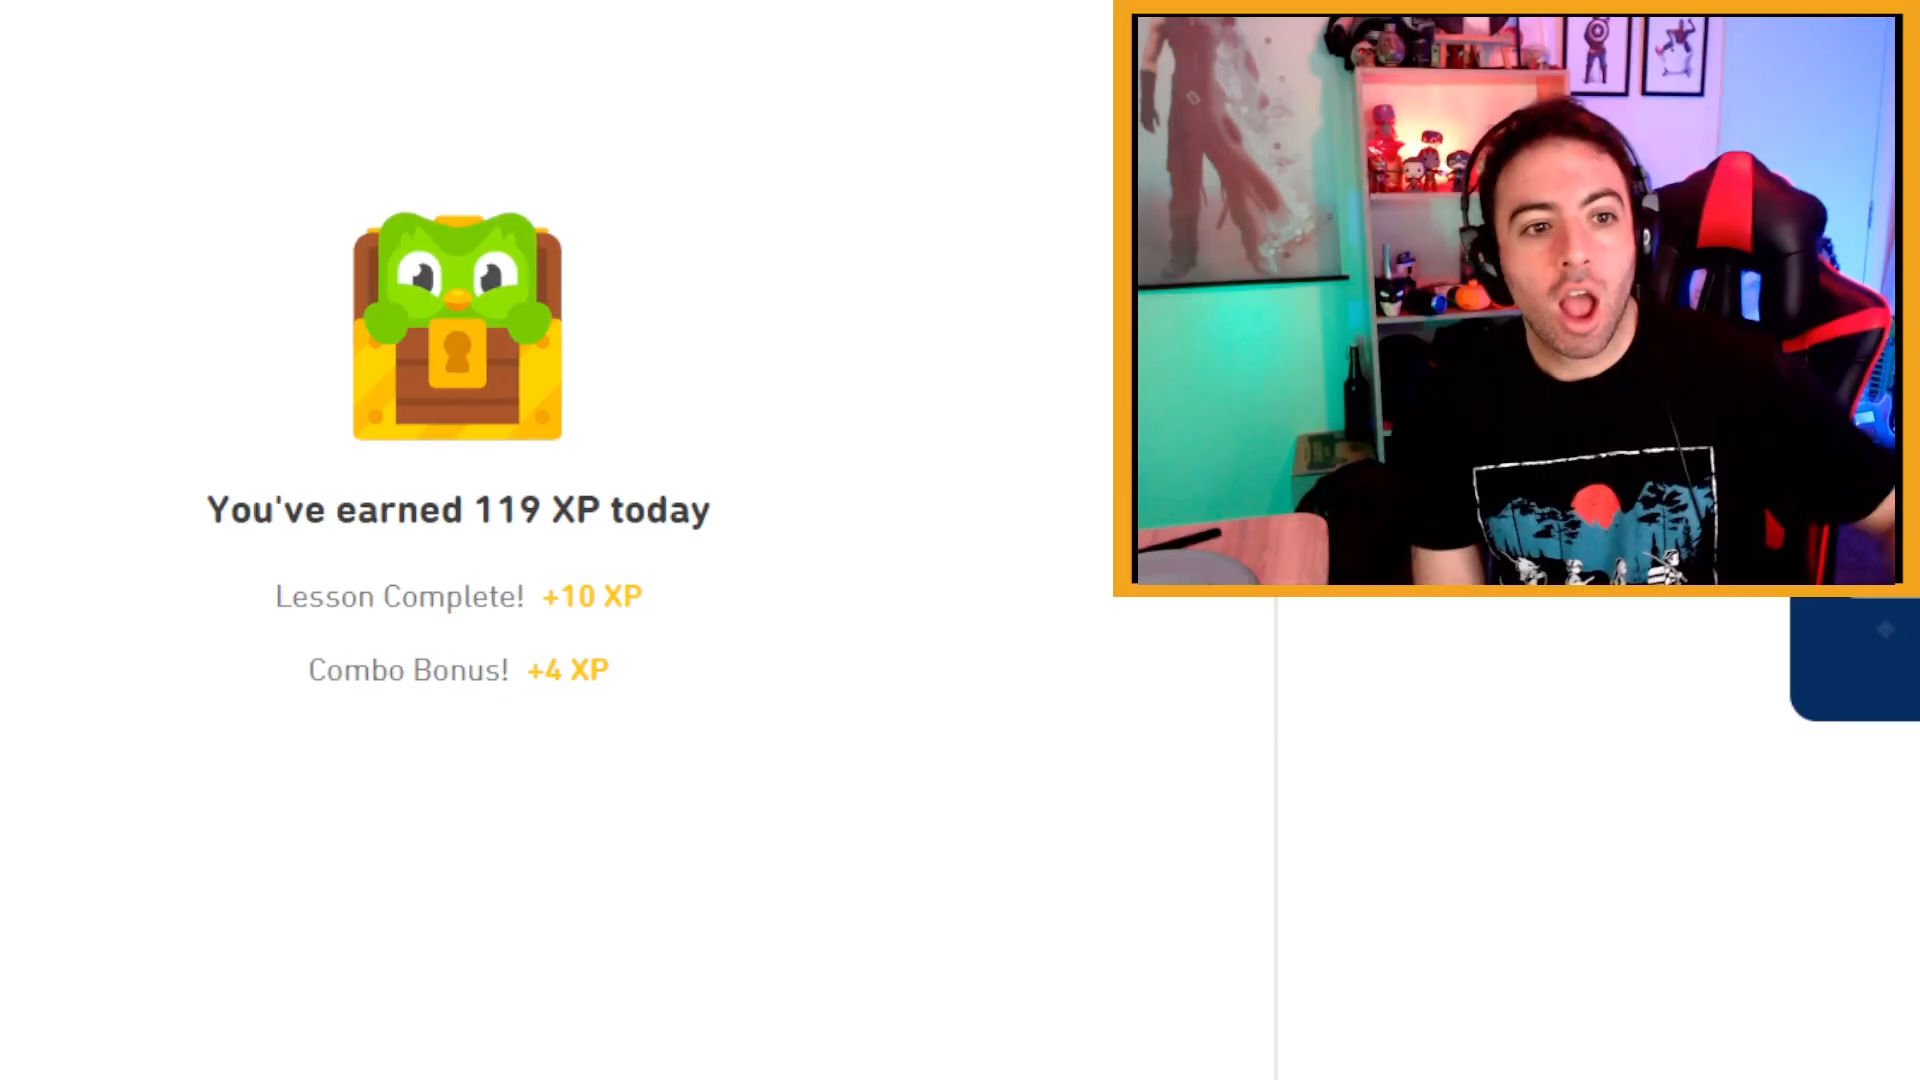 You've earned 119 XP today
Lesson Complete! +10 XP
Combo Bonus! +4 XP